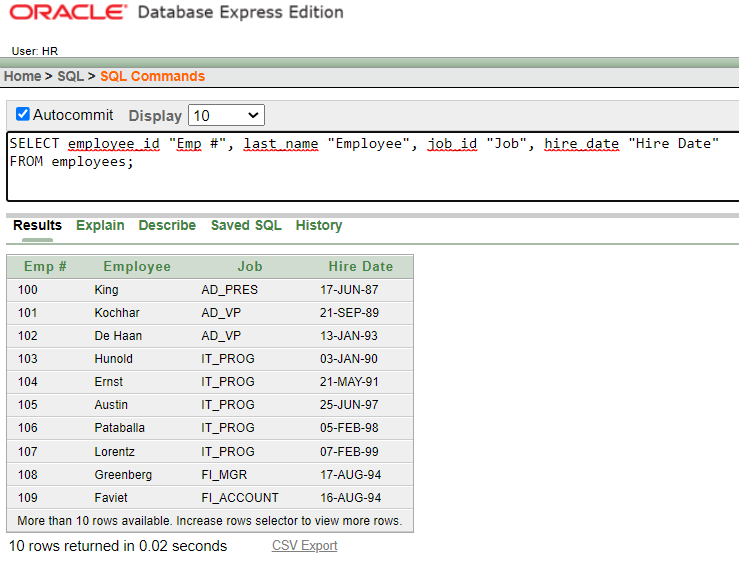 ORACLE Database Express Edition
User: HR
Home > SQL > SQL Commands
Autocommit Display 10
SELECT employee_id "Emp #", last_name "Employee", job_id "Job", hire_date "Hire Date"
FROM employees;
Results Explain Describe Saved SQL History
Emp # Employee Job Hire Date
100 King AD_PRES 17-JUN-87
101 Kochhar AD_VP 21-SEP-89
102 De Haan AD_VP 13-JAN-93
103 Hunold IT_PROG 03-JAN-90
104 Ernst IT_PROG 21-MAY-91
105 Austin IT_PROG 25-JUN-97
106 Pataballa IT_PROG 05-FEB-98
107 Lorentz IT_PROG 07-FEB-99
108 Greenberg FI_MGR 17-AUG-94
109 Faviet FI_ACCOUNT 16-AUG-94
More than 10 rows available. Increase rows selector to view more rows.
10 rows returned in 0.02 seconds CSV Export